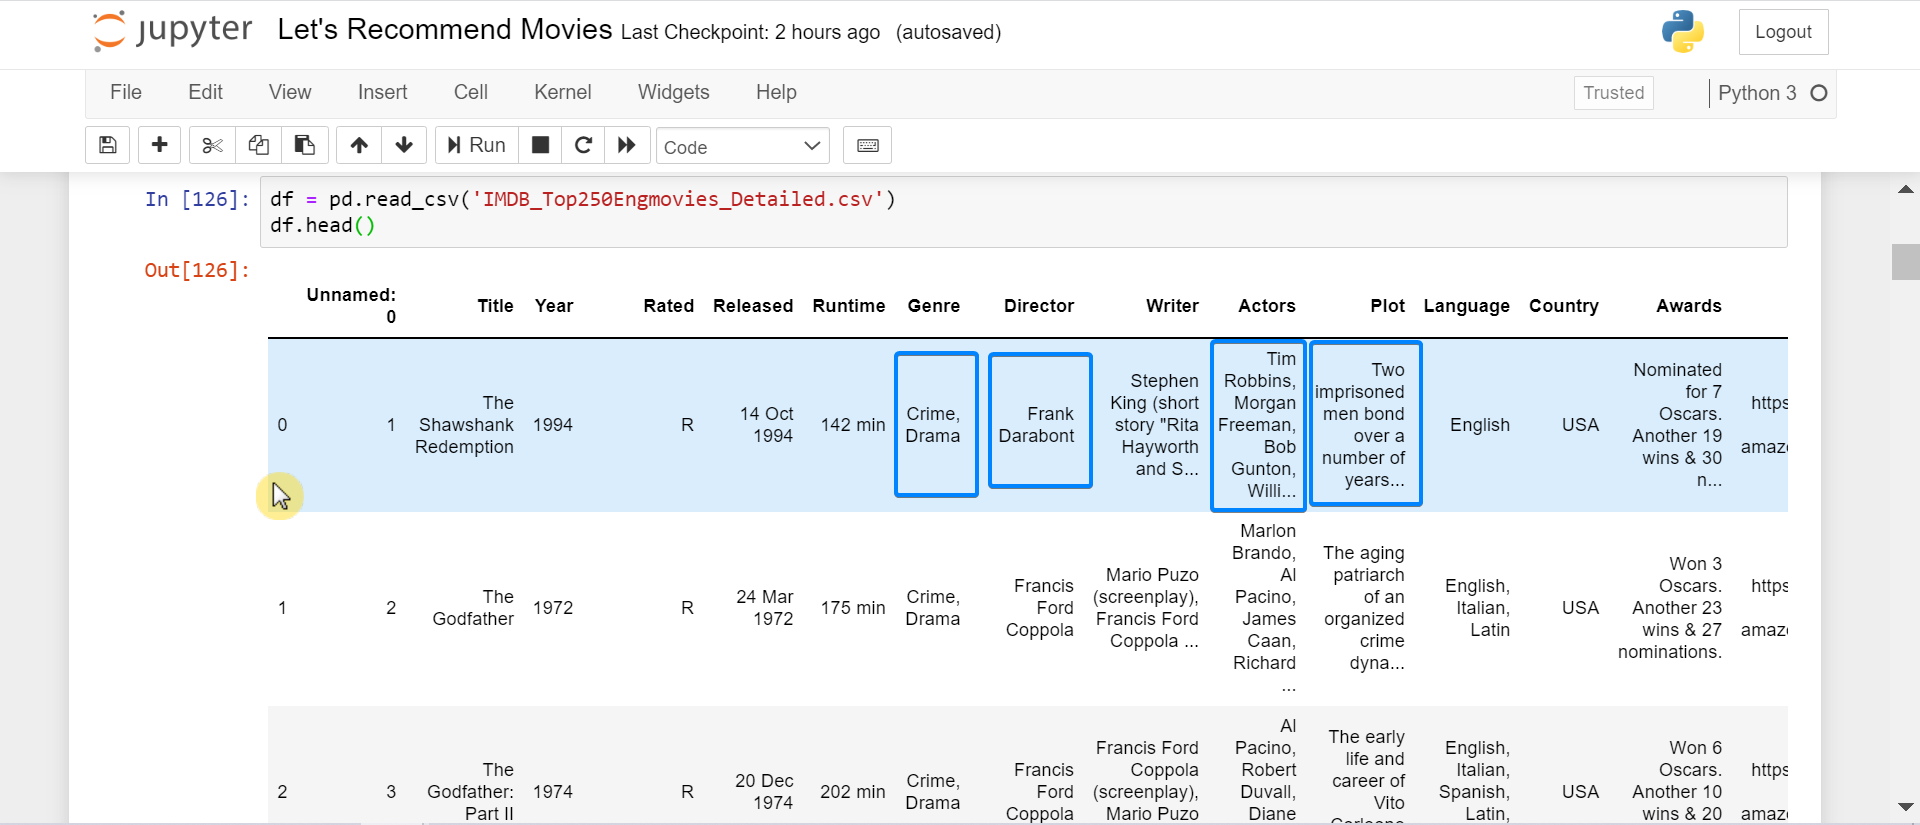 jupyter Let's Recommend Movies Last Checkpoint: 2 hours ago (autosaved) Logout
File Edit View Insert Cell Kernel Widgets Help Trusted Python 3
Run Code
In [126]: df = pd.read_csv('IMDB_Top250Engmovies_Detailed.csv')
df.head()
Out[126]:
Unnamed: 0 Title Year Rated Released Runtime Genre Director Writer Actors Plot Language Country Awards
0 1 The Shawshank Redemption 1994 R 14 Oct 1994 142 min Crime, Drama Frank Darabont Stephen King (short story "Rita Hayworth and S... Tim Robbins, Morgan Freeman, Bob Gunton, Willi... Two imprisoned men bond over a number of years... English USA Nominated for 7 Oscars. Another 19 wins & 30 n... https amaz
1 2 The Godfather 1972 R 24 Mar 1972 175 min Crime, Drama Francis Ford Coppola Mario Puzo (screenplay), Francis Ford Coppola ... Marlon Brando, Al Pacino, James Caan, Richard ... The aging patriarch of an organized crime dyna... English, Italian, Latin USA Won 3 Oscars. Another 23 wins & 27 nominations. https amaz
2 3 The Godfather: Part II 1974 R 20 Dec 1974 202 min Crime, Drama Francis Ford Coppola Francis Ford Coppola (screenplay), Mario Puzo Al Pacino, Robert Duvall, Diane The early life and career of Vito English, Italian, Spanish, Latin, USA Won 6 Oscars. Another 10 wins & 20 https amaz